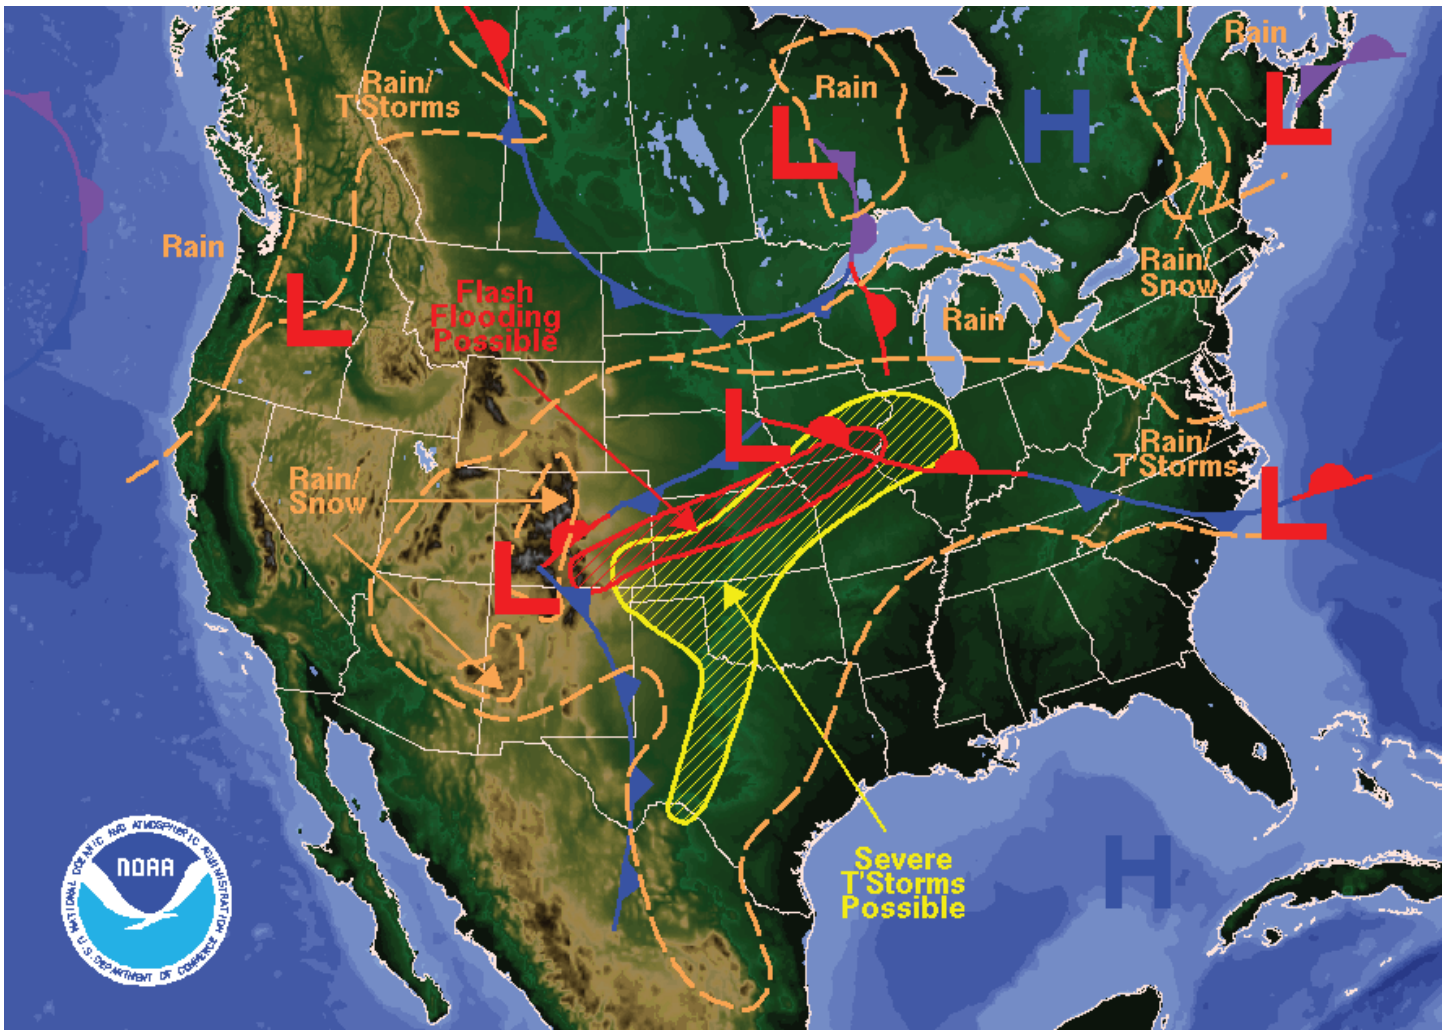 Rain
Rain/
T'Storms
Rain
H
L
L
Rain
Rain/
Snow
L
Flash
Flooding
Possible
Rain
L
Rain/
T'Storms
Rain/
Snow
L
L
Severe
T'Storms
Possible
H
NATIONAL OCEANIC AND ATMOSPHERIC ADMINISTRATION
NOAA
U.S. DEPARTMENT OF COMMERCE